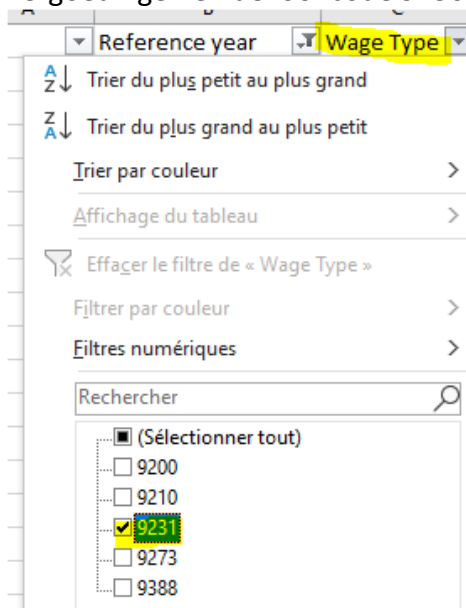 Reference year Wage Type
Trier du plus petit au plus grand
Trier du plus grand au plus petit
Trier par couleur
Affichage du tableau
Effacer le filtre de « Wage Type »
Filtrer par couleur
Filtres numériques
Rechercher
(Sélectionner tout)
9200
9210
9231
9273
9388